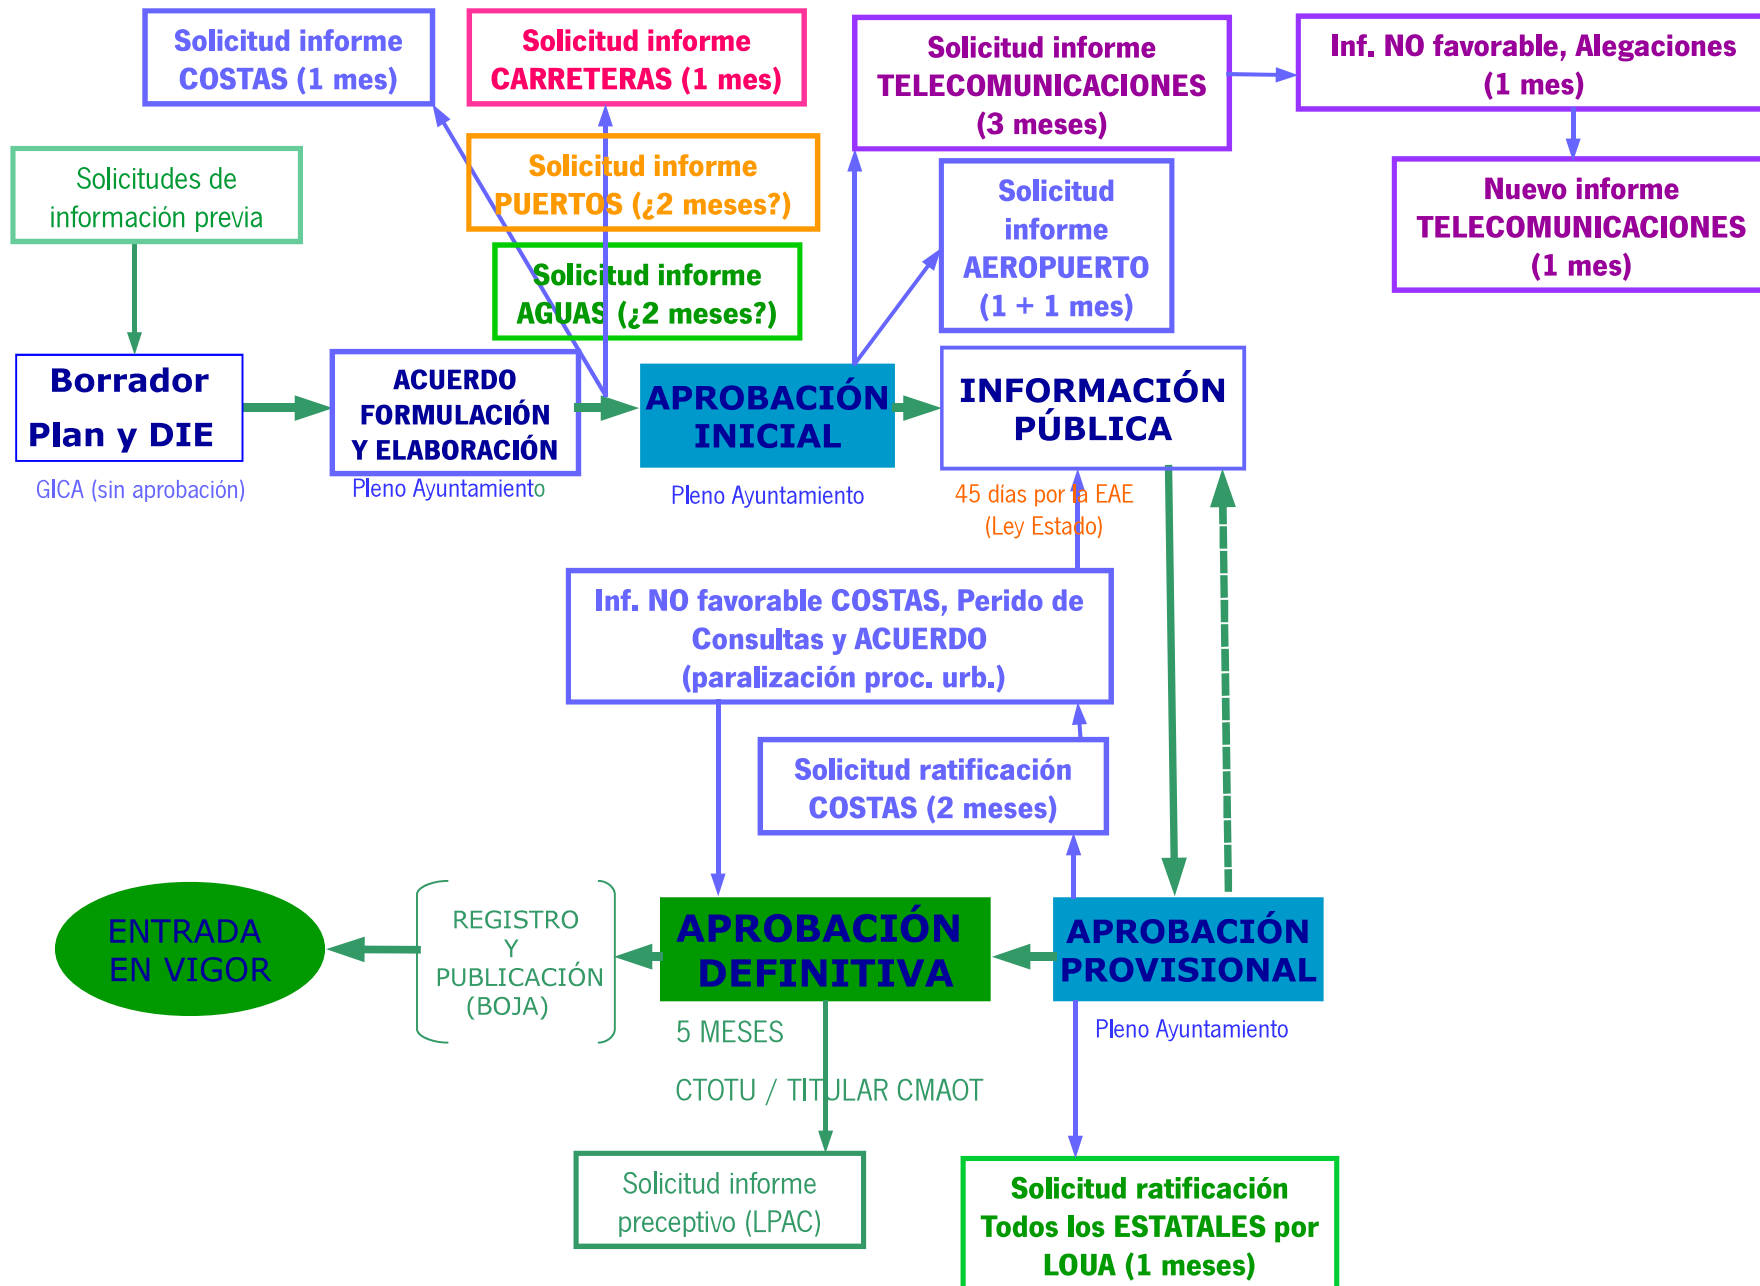 Solicitud informe
COSTAS (1 mes)
Solicitud informe
CARRETERAS (1 mes)
Solicitud informe
TELECOMUNICACIONES
(3 meses)
Inf. NO favorable, Alegaciones
(1 mes)
Solicitudes de
información previa
Solicitud informe
PUERTOS (¿2 meses?)
Solicitud
informe
AEROPUERTO
(1 + 1 mes)
Nuevo informe
TELECOMUNICACIONES
(1 mes)
Solicitud informe
AGUAS (¿2 meses?)
Borrador
Plan y DIE
GICA (sin aprobación)
ACUERDO
FORMULACIÓN
Y ELABORACIÓN
Pleno Ayuntamiento
APROBACIÓN
INICIAL
Pleno Ayuntamiento
INFORMACIÓN
PÚBLICA
45 días por la EAE
(Ley Estado)
Inf. NO favorable COSTAS, Perido de
Consultas y ACUERDO
(paralización proc. urb.)
Solicitud ratificación
COSTAS (2 meses)
ENTRADA
EN VIGOR
REGISTRO
Y
PUBLICACIÓN
(BOJA)
APROBACIÓN
DEFINITIVA
5 MESES
CTOTU / TITULAR CMAOT
APROBACIÓN
PROVISIONAL
Pleno Ayuntamiento
Solicitud informe
preceptivo (LPAC)
Solicitud ratificación
Todos los ESTATALES por
LOUA (1 meses)